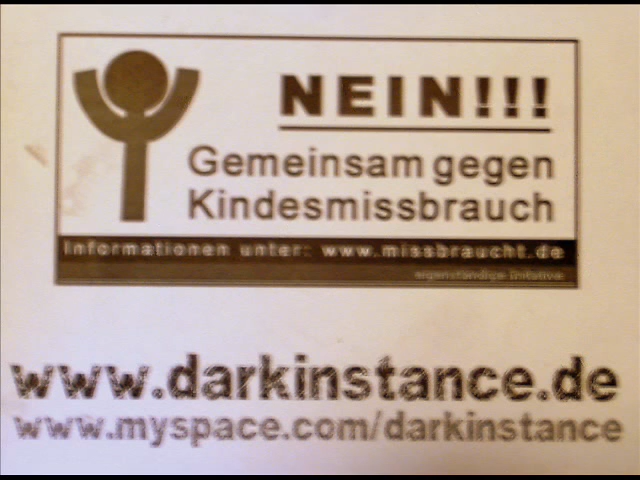 NEIN!!!
Gemeinsam gegen
Kindesmissbrauch
Informationen unter: www.missbraucht.de
eigenständige Initiative
www.darkinstance.de
www.myspace.com/darkinstance